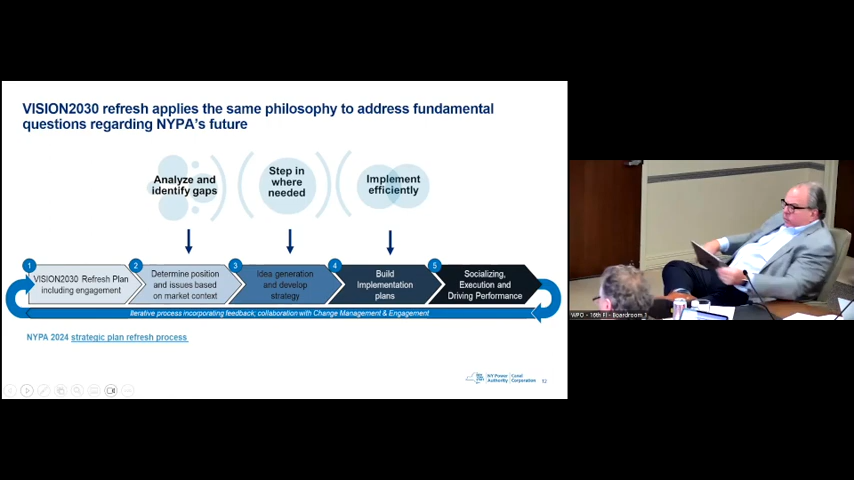 VISION2030 refresh applies the same philosophy to address fundamental
questions regarding NYPA's future
Analyze and
identify gaps
Step in
where
needed
Implement
efficiently
1
VISION2030 Refresh Plan
including engagement
2
Determine position
and issues based
on market context
3
Idea generation
and develop
strategy
4
Build
Implementation
plans
5
Socializing,
Execution and
Driving Performance
Iterative process incorporating feedback; collaboration with Change Management & Engagement
NYPA 2024 strategic plan refresh process
NY Power
Authority
Canal
Corporation
12
WPO - 16th Fl - Boardroom 1